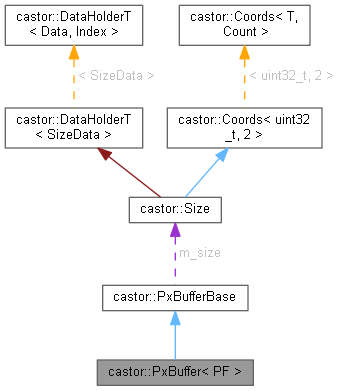 castor::DataHolderT
< Data, Index >
castor::Coords< T,
Count >
< SizeData >
< uint32_t, 2 >
castor::DataHolderT
< SizeData >
castor::Coords< uint32
_t, 2 >
castor::Size
m_size
castor::PxBufferBase
castor::PxBuffer< PF >